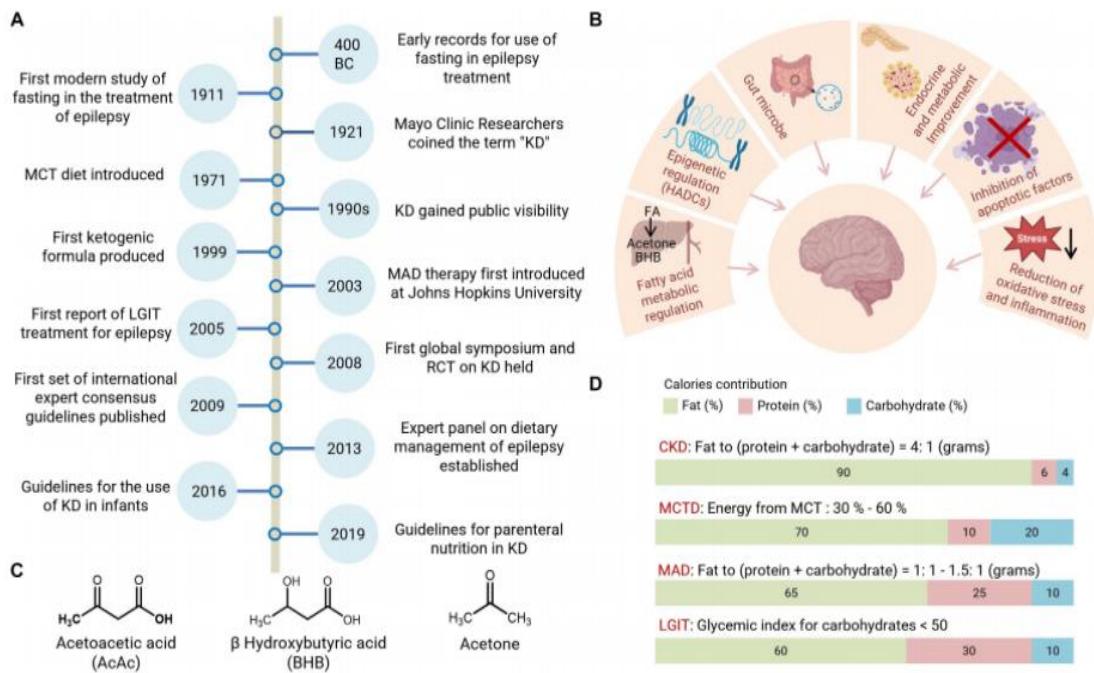 A
400
BC
Early records for use of
fasting in epilepsy
treatment
First modern study of
fasting in the treatment
of epilepsy
1911
1921
Mayo Clinic Researchers
coined the term "KD"
MCT diet introduced
1971
1990s
KD gained public visibility
First ketogenic
formula produced
1999
2003
MAD therapy first introduced
at Johns Hopkins University
First report of LGIT
treatment for epilepsy
2005
2008
First global symposium and
RCT on KD held
First set of international
expert consensus
guidelines published
2009
2013
Expert panel on dietary
management of epilepsy
established
Guidelines for the use
of KD in infants
2016
2019
Guidelines for parenteral
nutrition in KD
B
FA
Acetone
BHB
Fatty acid
metabolic
regulation
Epigenetic
regulation
(HADCs)
Gut microbe
Endocrine
and metabolic
Improvement
Inhibition of
apoptotic factors
Stress
Reduction of
oxidative stress
and inflammation
C
O O
H₃C OH
Acetoacetic acid
(AcAc)
OH O
H₃C OH
β Hydroxybutyric acid
(BHB)
O
H₃C CH₃
Acetone
D
Calories contribution
Fat (%) Protein (%) Carbohydrate (%)
CKD: Fat to (protein + carbohydrate) = 4: 1 (grams)
90 6 4
MCTD: Energy from MCT : 30 % - 60 %
70 10 20
MAD: Fat to (protein + carbohydrate) = 1: 1 - 1.5: 1 (grams)
65 25 10
LGIT: Glycemic index for carbohydrates < 50
60 30 10